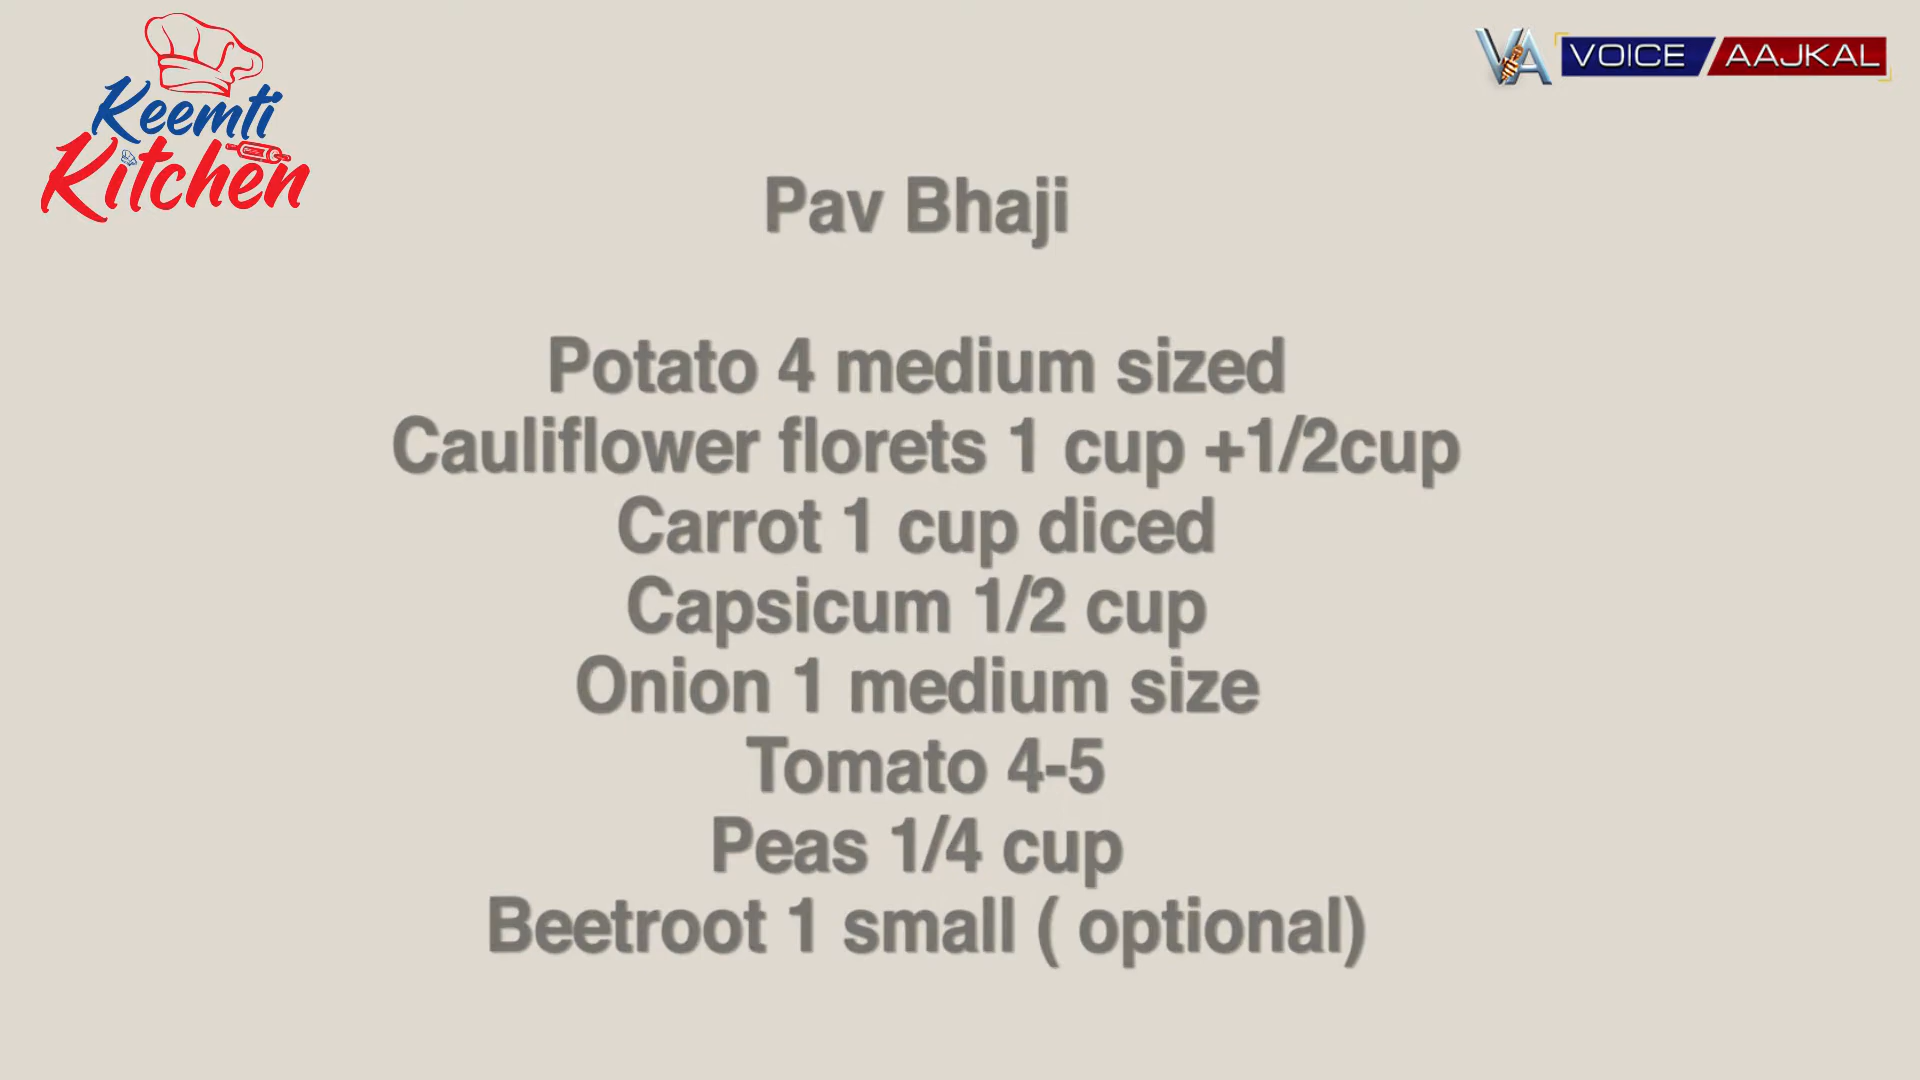 Keemti
Kitchen
VA VOICE AAJKAL
Pav Bhaji
Potato 4 medium sized
Cauliflower florets 1 cup +1/2cup
Carrot 1 cup diced
Capsicum 1/2 cup
Onion 1 medium size
Tomato 4-5
Peas 1/4 cup
Beetroot 1 small ( optional)